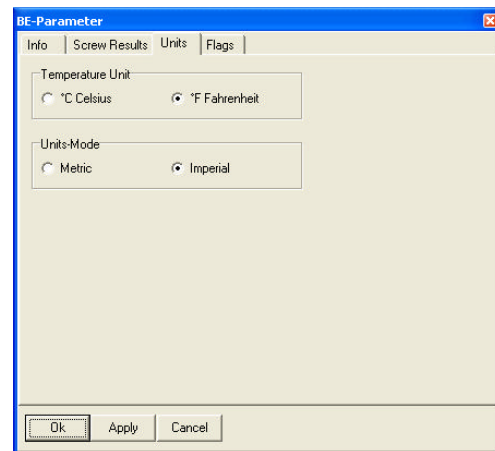 BE-Parameter
Info Screw Results Units Flags
Temperature Unit
°C Celsius °F Fahrenheit
Units-Mode
Metric Imperial
Ok Apply Cancel